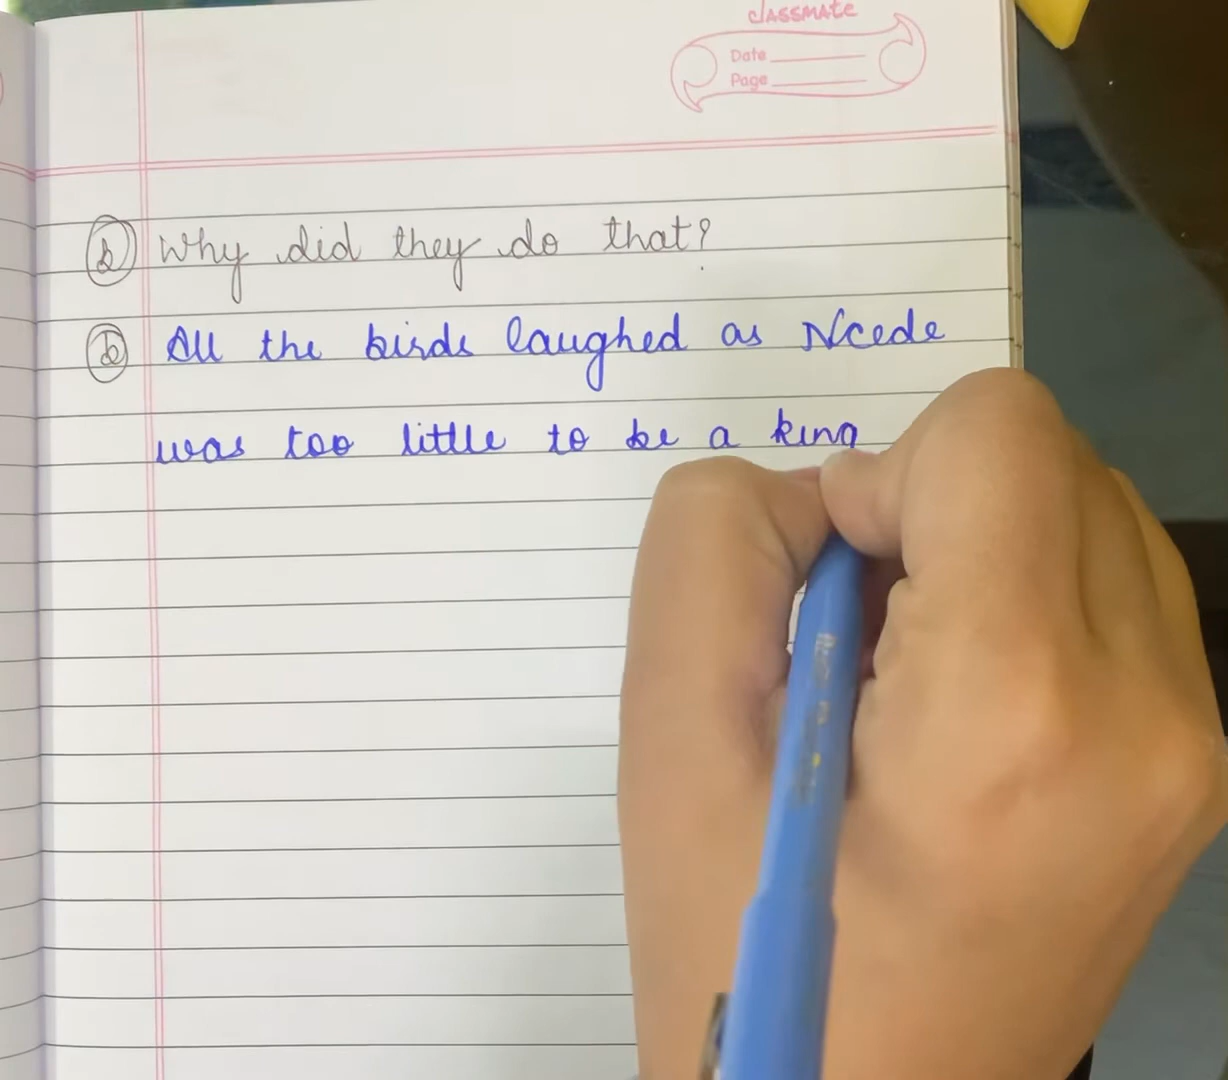 classmate
Date
Page
b Why did they do that?
b All the birds laughed as Ncede
was too little to be a king